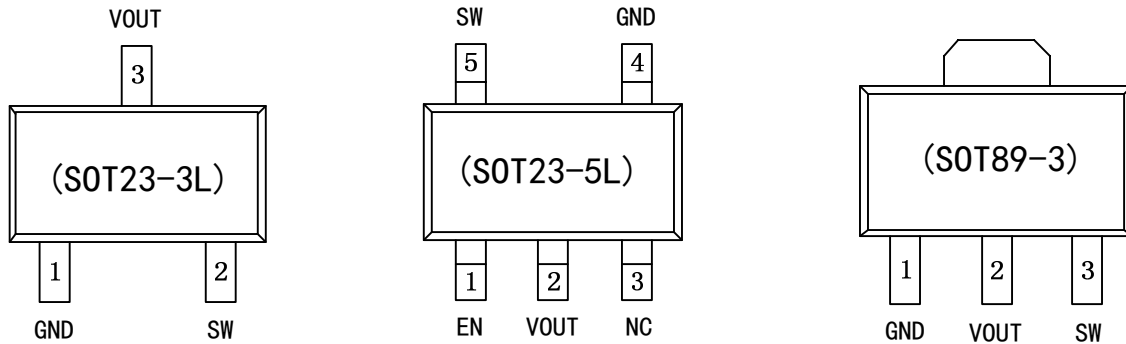 VOUT
3
(SOT23-3L)
1
2
GND
SW
SW
GND
5
4
(SOT23-5L)
1
2
3
EN
VOUT
NC
(SOT89-3)
1
2
3
GND
VOUT
SW